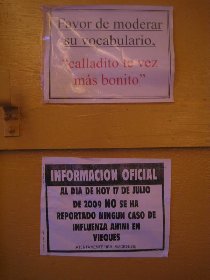 Favor de moderar
su vocabulario,
"calladito te vez
más bonito"
INFORMACION OFICIAL
AL DIA DE HOY 17 DE JULIO
DE 2009 NO SE HA
REPORTADO NINGUN CASO DE
INFLUENZA AH1N1 EN
VIEQUES